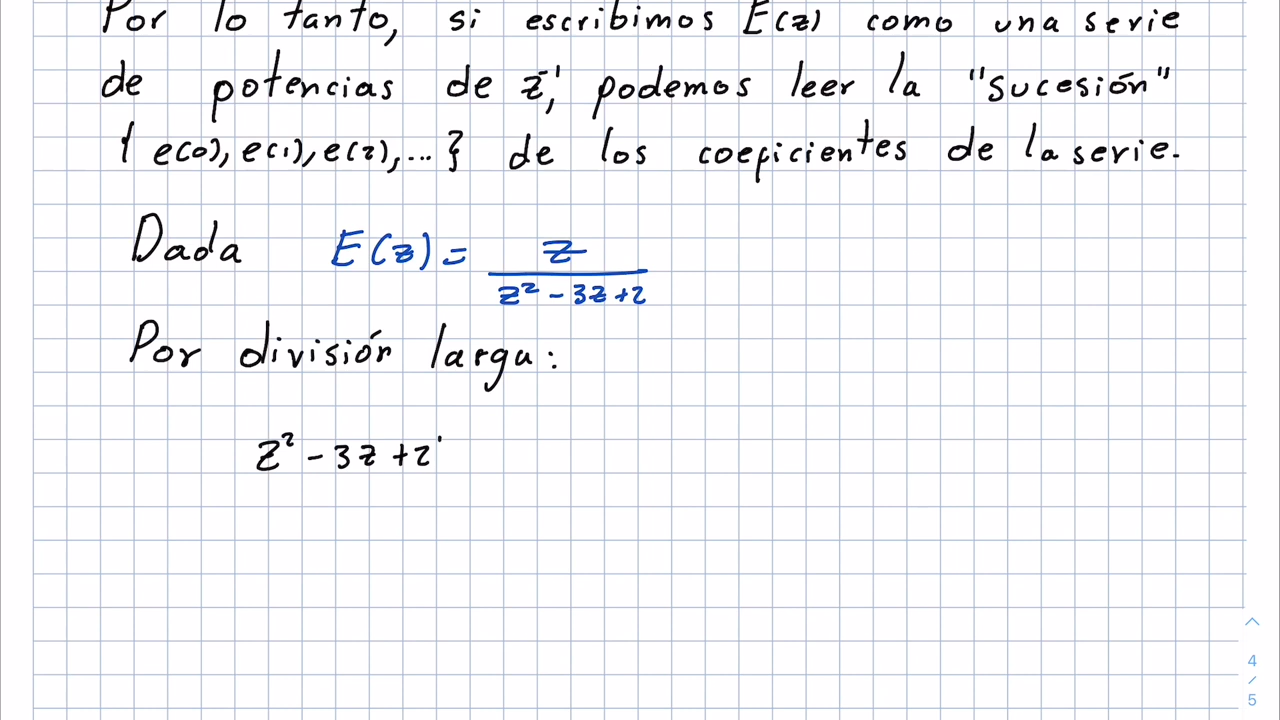 Por lo tanto, si escribimos E(z) como una serie
de potencias de z⁻¹, podemos leer la "sucesión"
{ e(0), e(1), e(2), ... } de los coeficientes de la serie.
Dada E(z) = z / (z² - 3z + 2)
Por división larga:
z² - 3z + 2
4
/
5